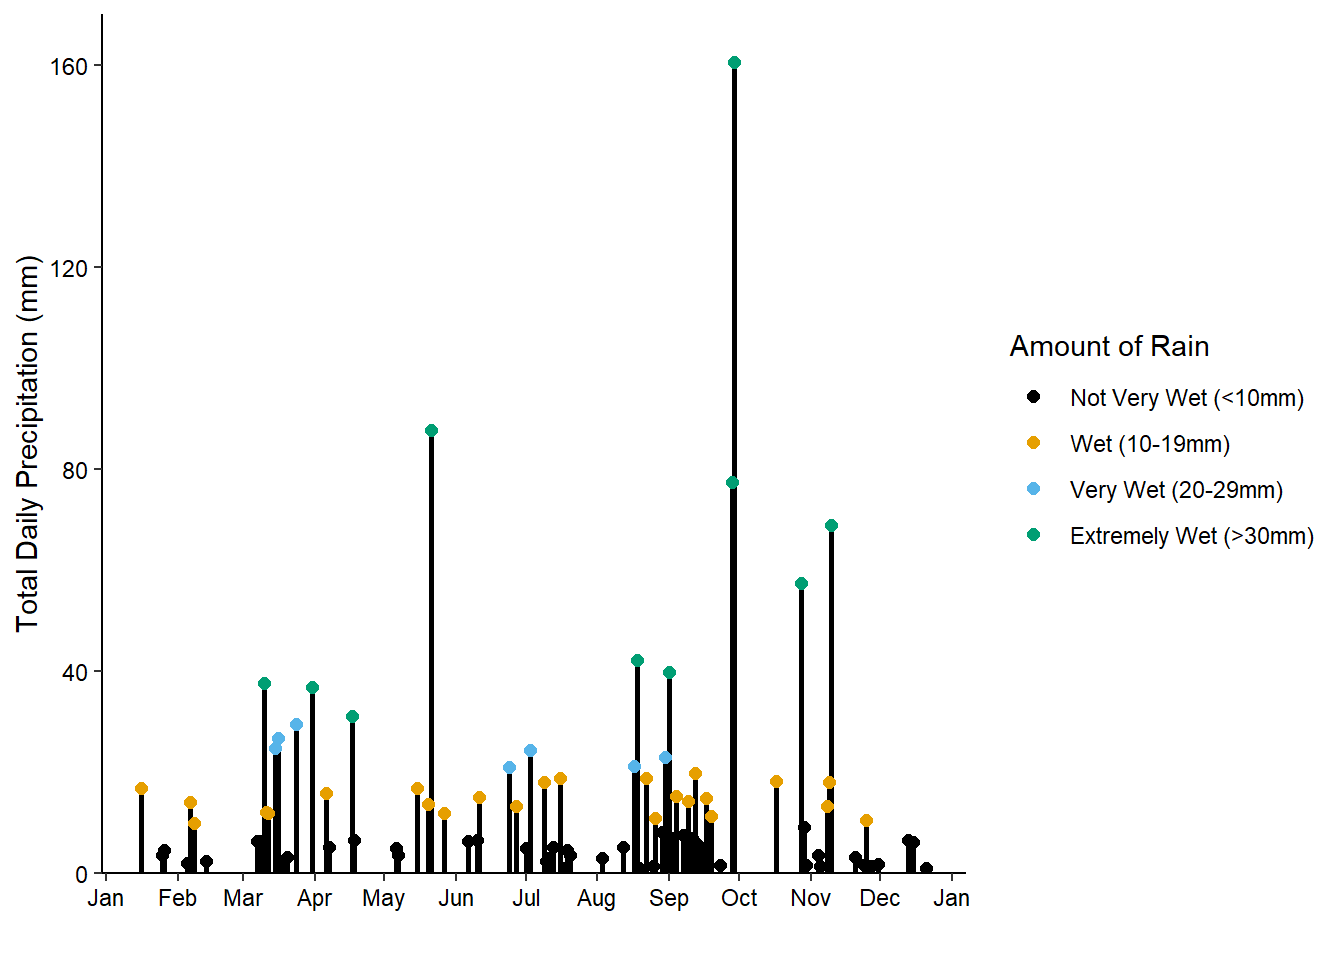 160
120
80
40
0
Total Daily Precipitation (mm)
Jan Feb Mar Apr May Jun Jul Aug Sep Oct Nov Dec Jan
Amount of Rain
Not Very Wet (<10mm)
Wet (10-19mm)
Very Wet (20-29mm)
Extremely Wet (>30mm)